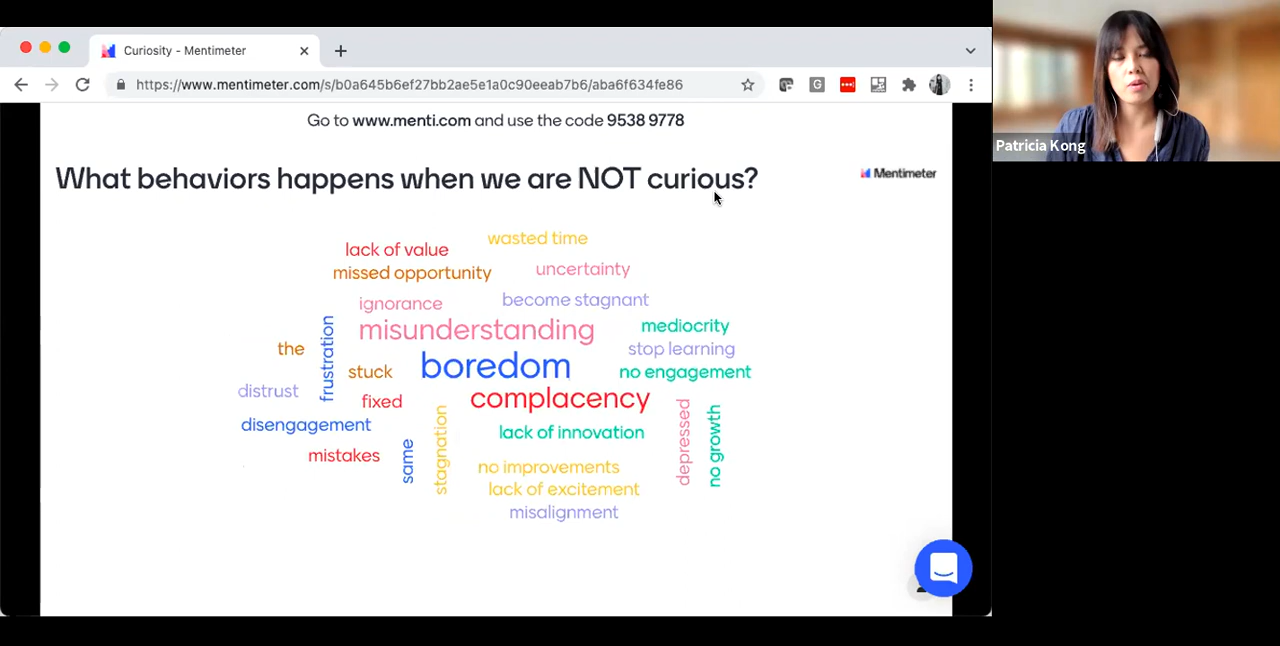 Curiosity - Mentimeter
https://www.mentimeter.com/s/b0a645b6ef27bb2ae5e1a0c90eeab7b6/aba6f634fe86
G
Patricia Kong
Go to www.menti.com and use the code 9538 9778
What behaviors happens when we are NOT curious?
Mentimeter
wasted time
lack of value
missed opportunity
uncertainty
ignorance
become stagnant
misunderstanding
mediocrity
the
frustration
stop learning
stuck
boredom
no engagement
distrust
fixed
complacency
disengagement
stagnation
lack of innovation
depressed
no growth
mistakes
same
no improvements
lack of excitement
misalignment